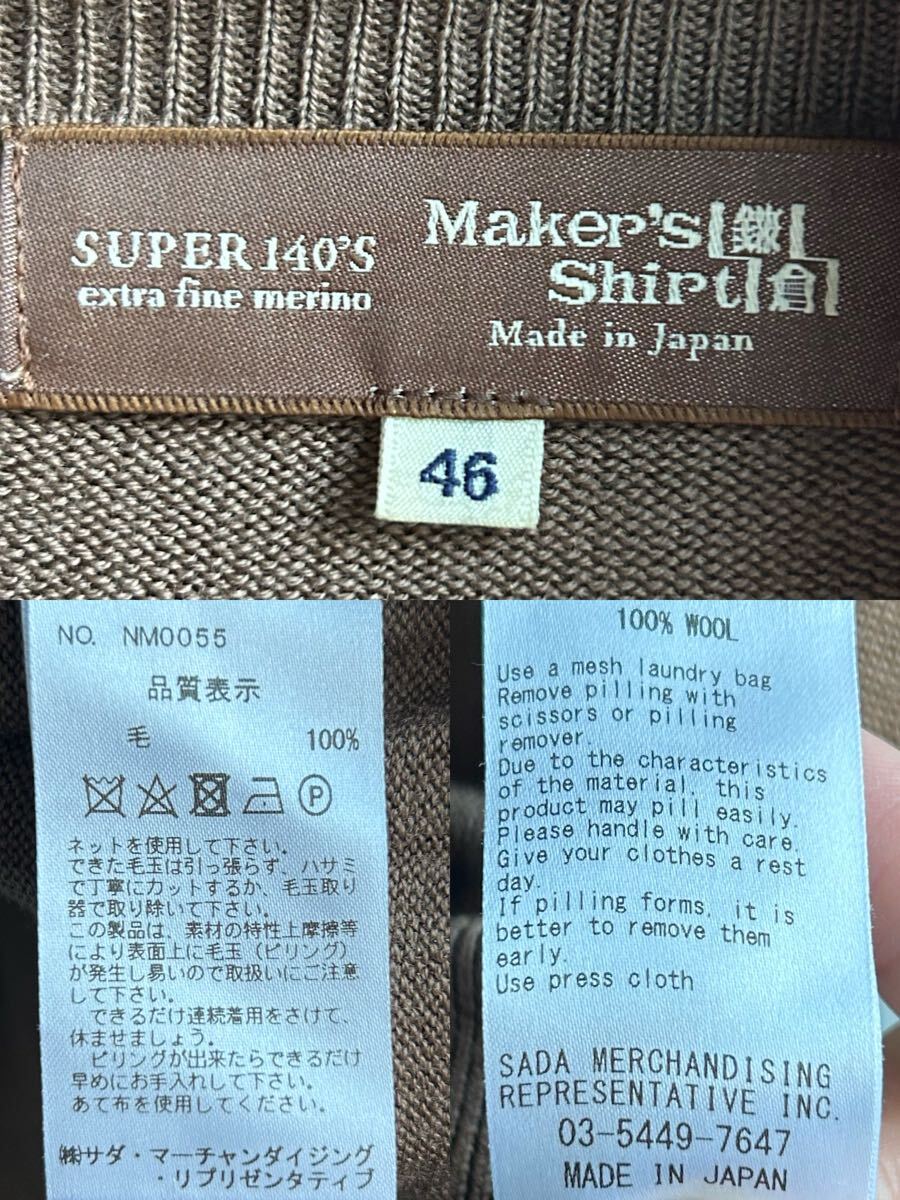 SUPER 140'S
extra fine merino
Maker's 鎌
Shirt 倉
Made in Japan
46
NO. NM0055
品質表示
毛 100%
P
ネットを使用して下さい。
できた毛玉は引っ張らず、ハサミ
で丁寧にカットするか、毛玉取り
器で取り除いて下さい。
この製品は、素材の特性上摩擦等
により表面上に毛玉（ピリング）
が発生し易いので取扱いにご注意
して下さい。
できるだけ連続着用をさけて、
休ませましょう。
ピリングが出来たらできるだけ
早めにお手入れして下さい。
あて布を使用してください。
㈱サダ・マーチャンダイジング
・リプリゼンタティブ
100% WOOL
Use a mesh laundry bag
Remove pilling with
scissors or pilling
remover
Due to the characteristics
of the material, this
product may pill easily.
Please handle with care.
Give your clothes a rest
day.
If pilling forms, it is
better to remove them
early.
Use press cloth
SADA MERCHANDISING
REPRESENTATIVE INC.
03-5449-7647
MADE IN JAPAN